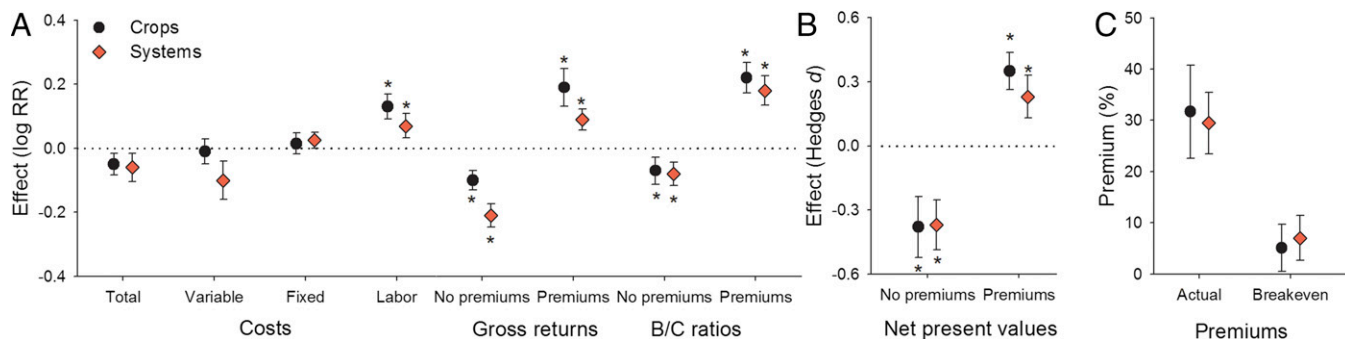 A
Crops
Systems
Effect (log RR)
0.4
0.2
0.0
-0.2
-0.4
* * * * * * * * * *
Total Variable Fixed Labor No premiums Premiums No premiums Premiums
Costs Gross returns B/C ratios
B
Effect (Hedges d)
0.6
0.3
0.0
-0.3
-0.6
* * * *
No premiums Premiums
Net present values
C
Premium (%)
50
40
30
20
10
0
Actual Breakeven
Premiums